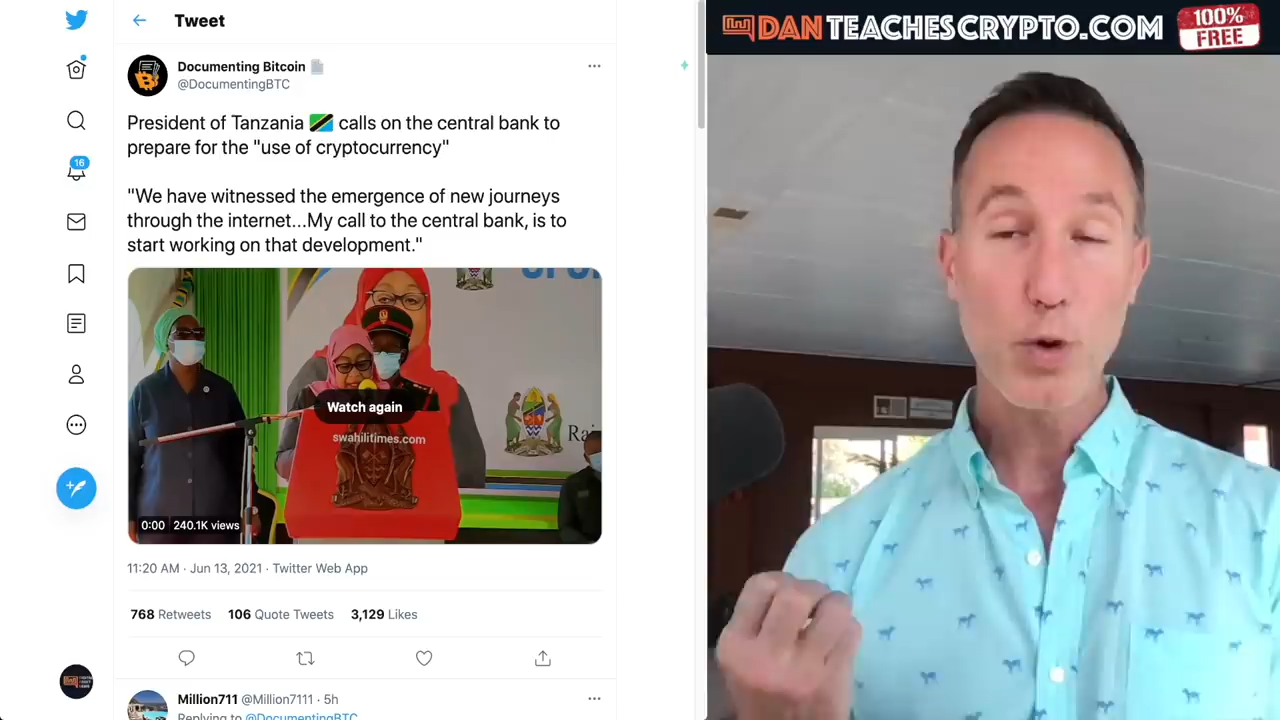 Tweet
Documenting Bitcoin
@DocumentingBTC
President of Tanzania 🇹🇿 calls on the central bank to
prepare for the "use of cryptocurrency"
"We have witnessed the emergence of new journeys
through the internet...My call to the central bank, is to
start working on that development."
Watch again
swahilitimes.com
0:00 240.1K views
11:20 AM · Jun 13, 2021 · Twitter Web App
768 Retweets 106 Quote Tweets 3,129 Likes
Million711 @Million7111 · 5h
Replying to @DocumentingBTC
16
DANTEACHESCRYPTO.COM
100%
FREE